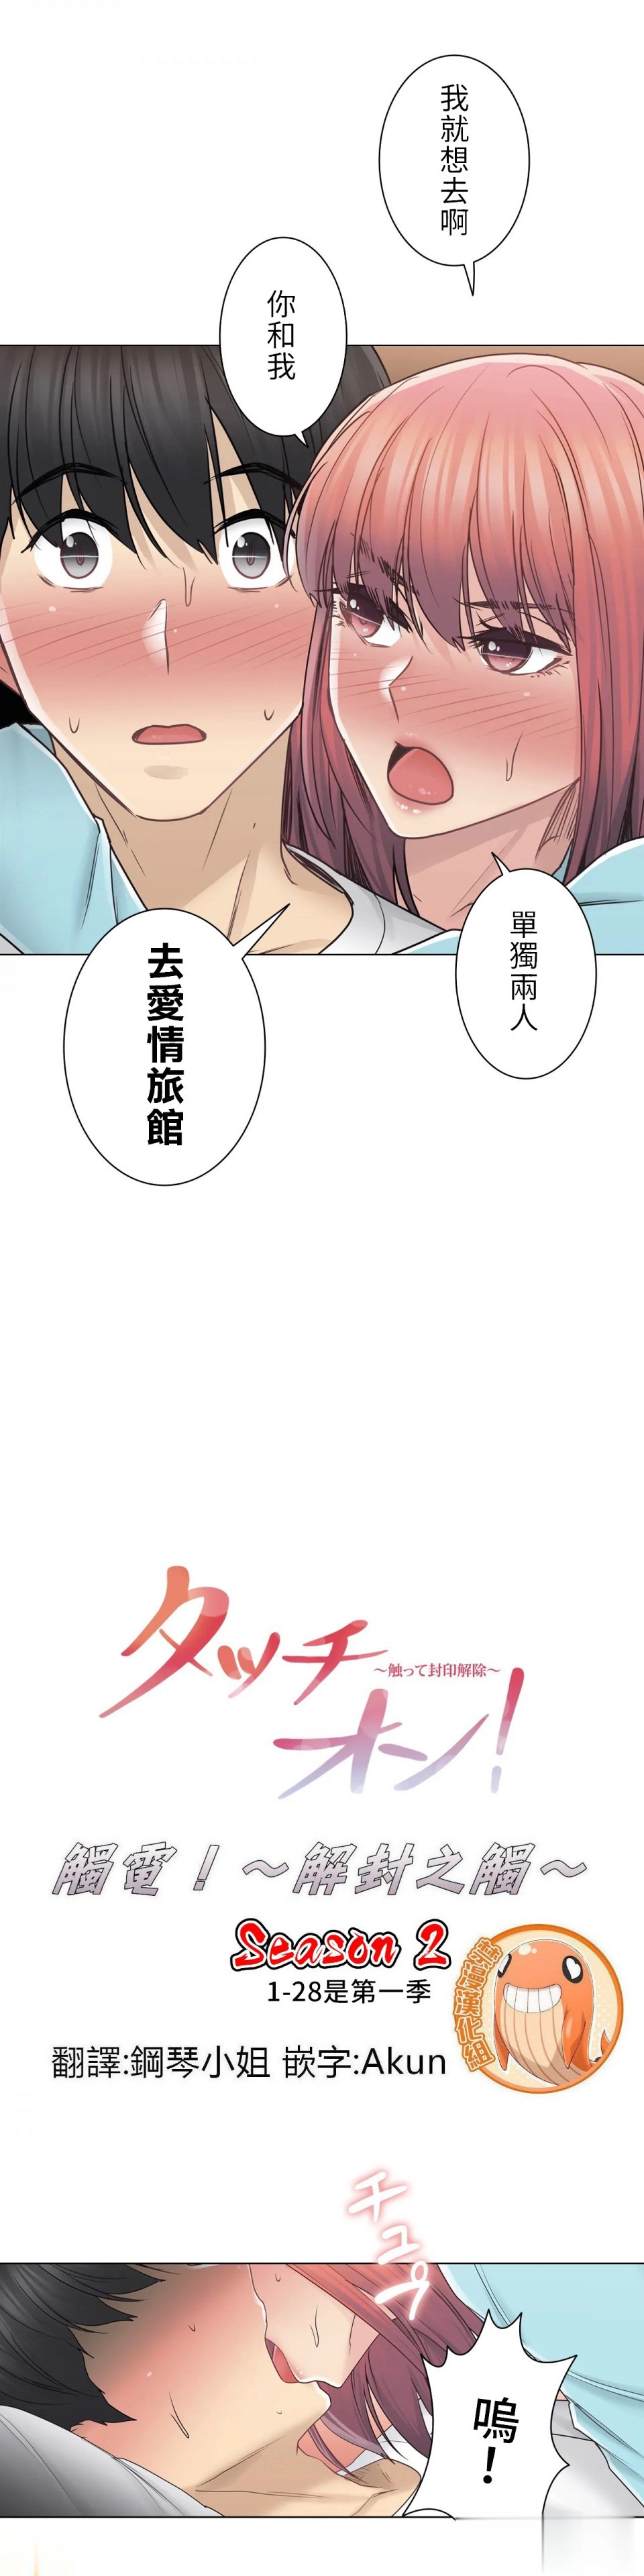 我就想去啊
你和我
單獨兩人
去愛情旅館
タッチ
～触って封印解除～
オン!
觸電！～解封之觸～
Season 2
1-28是第一季
翻譯:鋼琴小姐 嵌字:Akun
漢化組
チュプ
嗚！